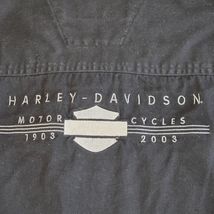 HARLEY-DAVIDSON
MOTOR CYCLES
1903 2003